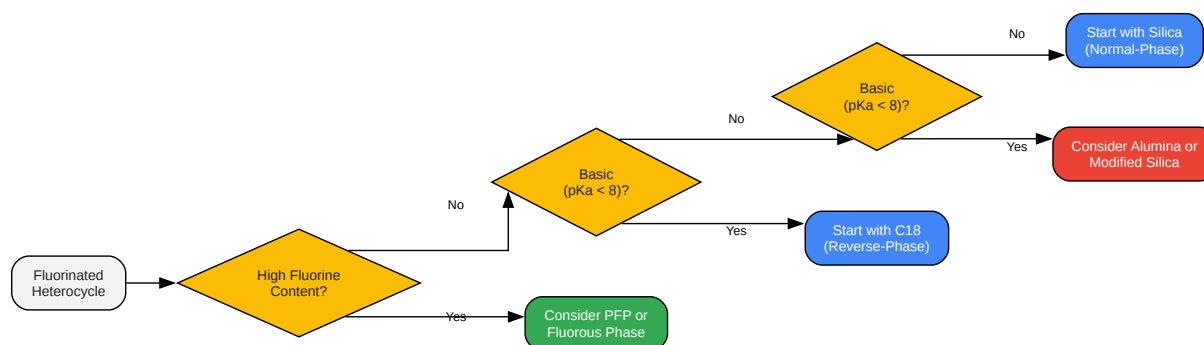 Fluorinated
Heterocycle
High Fluorine
Content?
No
Yes
Consider PFP or
Fluorous Phase
Basic
(pKa < 8)?
No
Yes
Start with C18
(Reverse-Phase)
Basic
(pKa < 8)?
No
Yes
Start with Silica
(Normal-Phase)
Consider Alumina or
Modified Silica